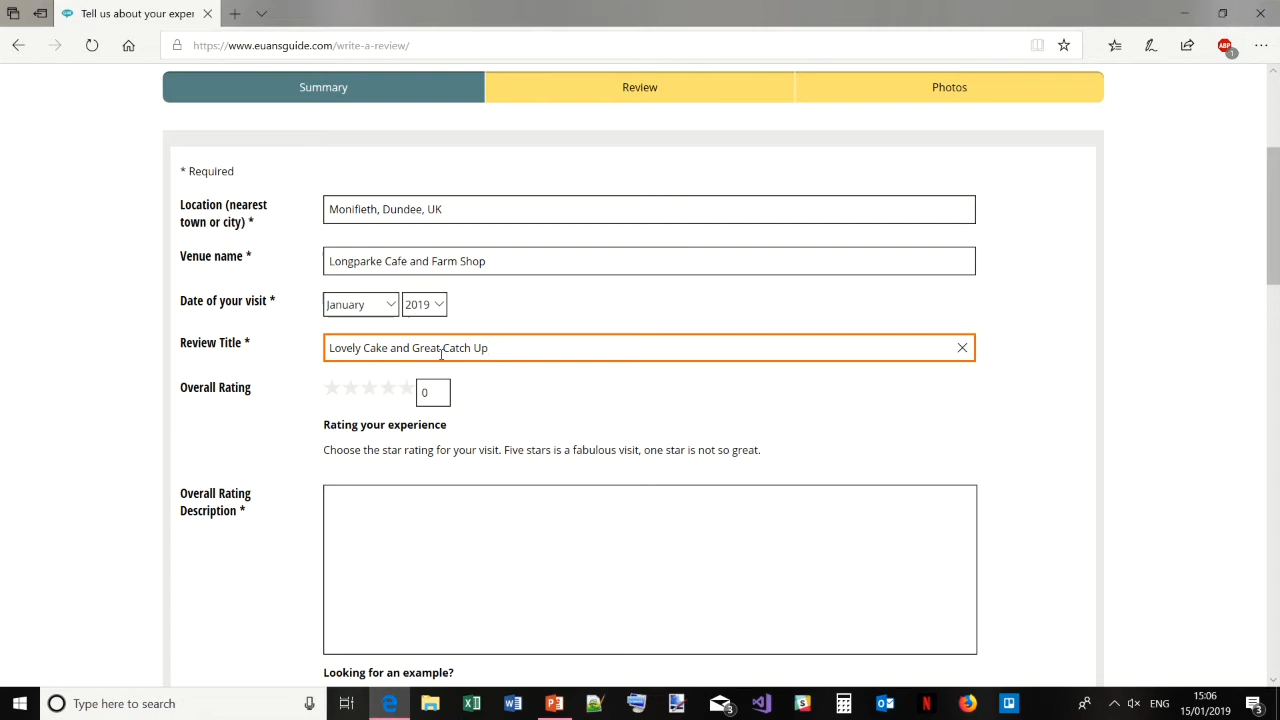 Tell us about your exper
https://www.euansguide.com/write-a-review/
ABP
1
Summary
Review
Photos
* Required
Location (nearest
town or city) *
Monifieth, Dundee, UK
Venue name *
Longparke Cafe and Farm Shop
Date of your visit *
January
2019
Review Title *
Lovely Cake and Great Catch Up
Overall Rating
0
Rating your experience
Choose the star rating for your visit. Five stars is a fabulous visit, one star is not so great.
Overall Rating
Description *
Looking for an example?
Type here to search
3
ENG
15:06
15/01/2019
3